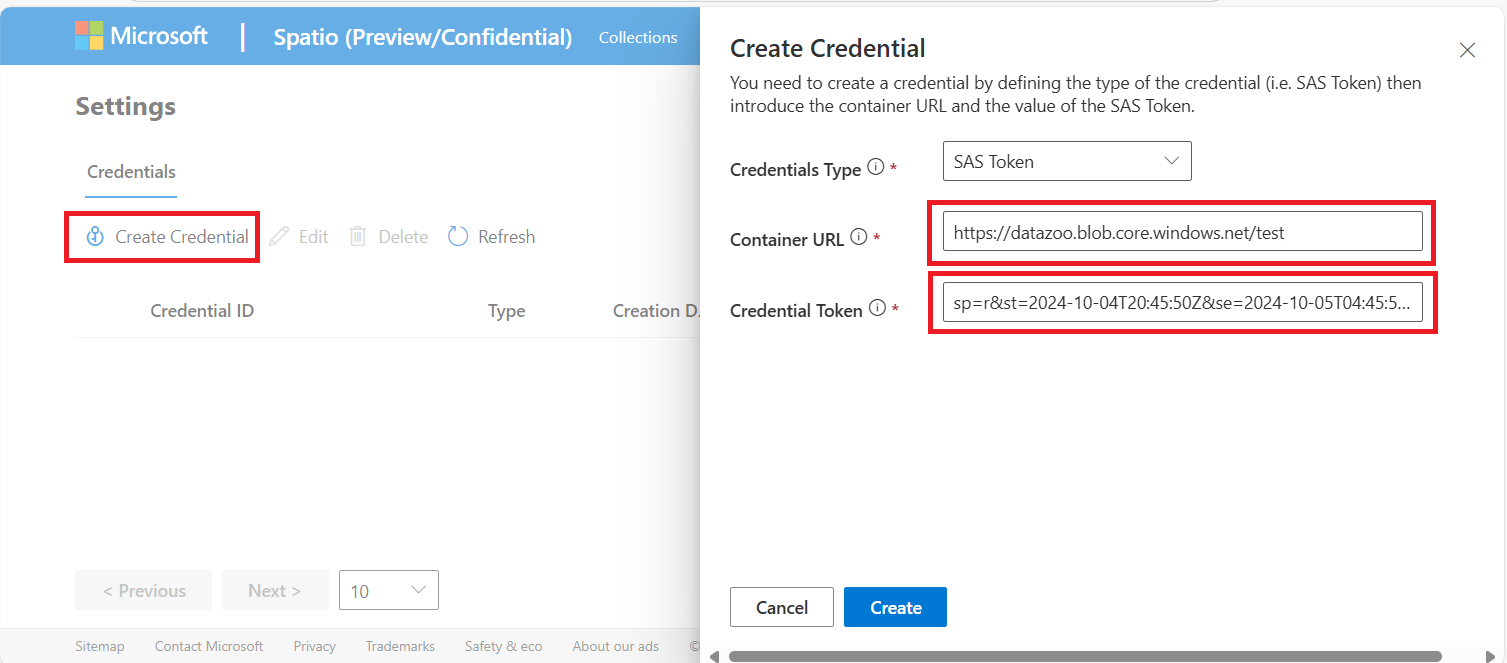 Microsoft | Spatio (Preview/Confidential) Collections
Settings
Credentials
Create Credential Edit Delete Refresh
Credential ID Type Creation D.
< Previous Next > 10
Sitemap Contact Microsoft Privacy Trademarks Safety & eco About our ads ©
Create Credential
You need to create a credential by defining the type of the credential (i.e. SAS Token) then
introduce the container URL and the value of the SAS Token.
Credentials Type * SAS Token
Container URL * https://datazoo.blob.core.windows.net/test
Credential Token * sp=r&st=2024-10-04T20:45:50Z&se=2024-10-05T04:45:5...
Cancel Create